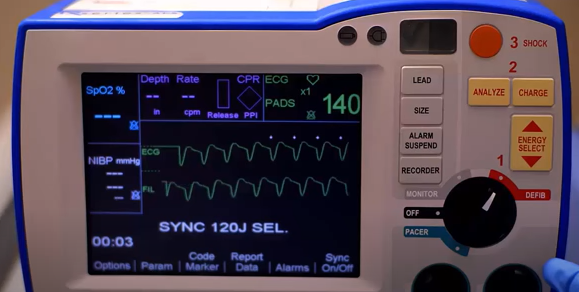 Depth Rate CPR ECG
SpO2 %
x1
PADS 140
-- --
in cpm Release PPI
---
NIBP mmHg
---
---
--
ECG
FIL
SYNC 120J SEL.
00:03
Options Param Code Marker Report Data Alarms Sync On/Off
LEAD
SIZE
ALARM
SUSPEND
RECORDER
3 SHOCK
2
ANALYZE CHARGE
ENERGY
SELECT
1
MONITOR
DEFIB
OFF
PACER